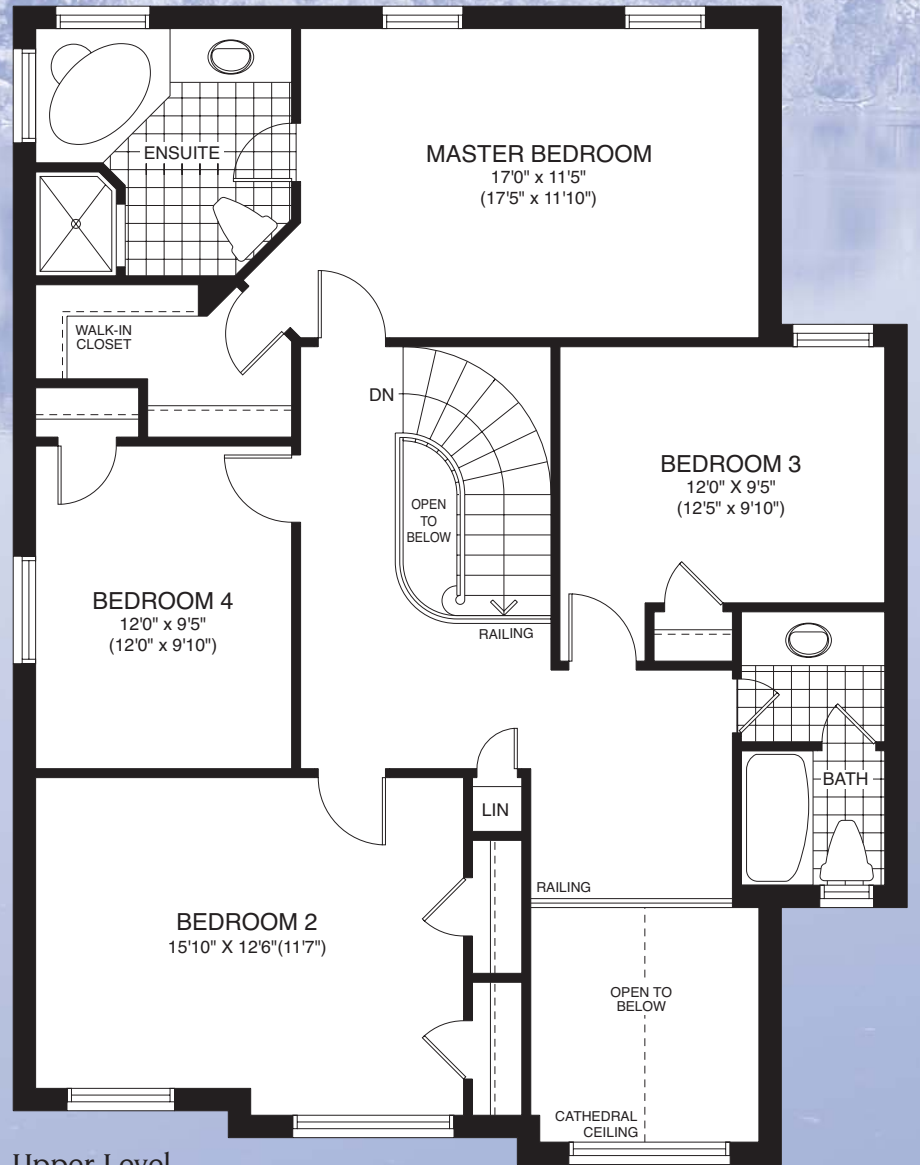 ENSUITE
MASTER BEDROOM
17'0" x 11'5"
(17'5" x 11'10")
WALK-IN
CLOSET
DN
OPEN
TO
BELOW
RAILING
BEDROOM 3
12'0" X 9'5"
(12'5" x 9'10")
BEDROOM 4
12'0" x 9'5"
(12'0" x 9'10")
BATH
LIN
RAILING
BEDROOM 2
15'10" X 12'6"(11'7")
OPEN TO
BELOW
CATHEDRAL
CEILING
Upper Level